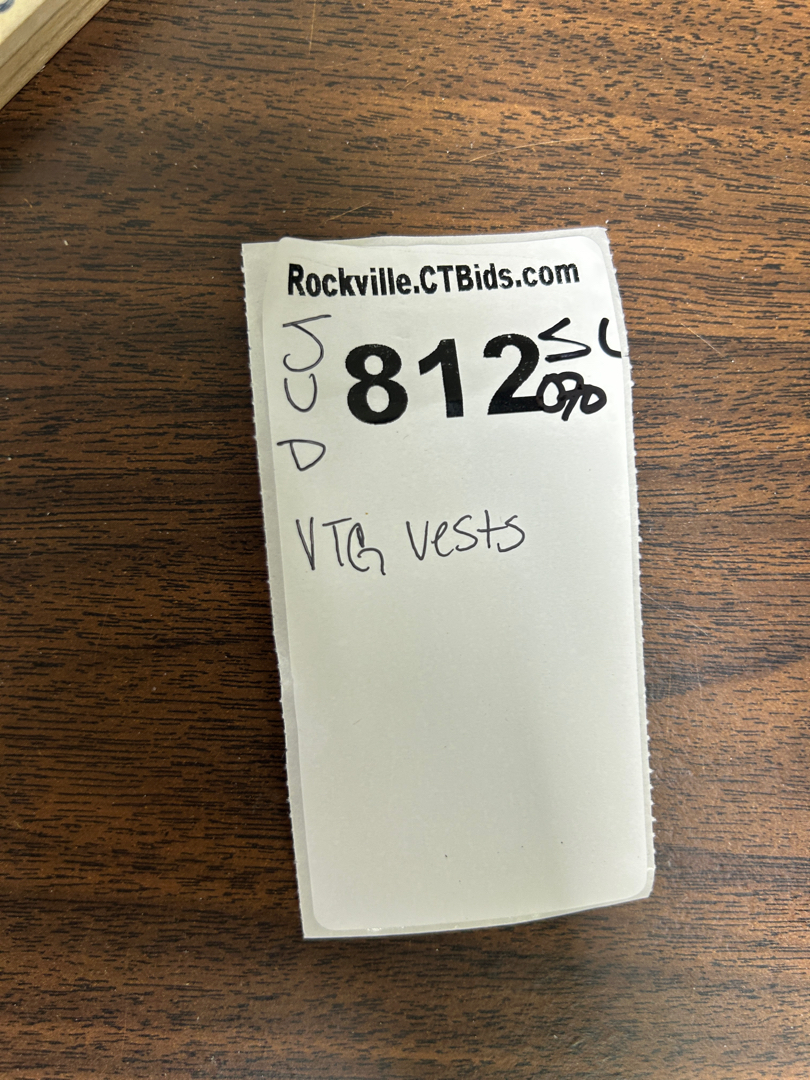 Rockville.CTBids.com
J
C
D
812
VTG Vests